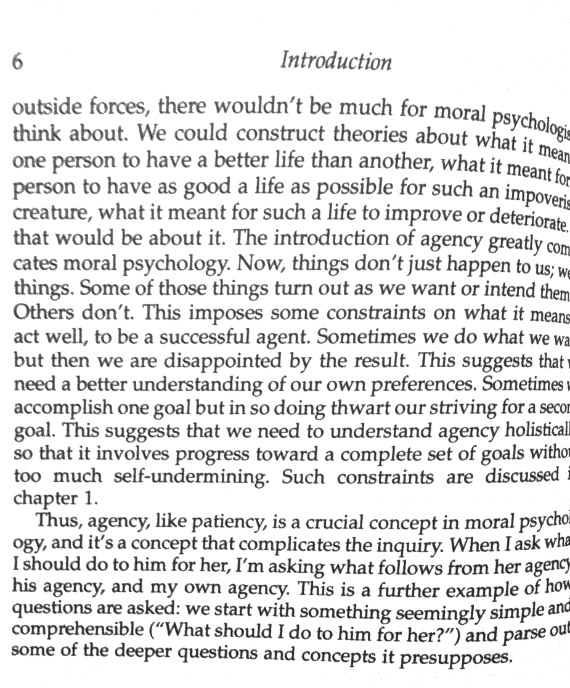 6 Introduction
outside forces, there wouldn't be much for moral psychologis
think about. We could construct theories about what it mean
one person to have a better life than another, what it meant for
person to have as good a life as possible for such an impoveris
creature, what it meant for such a life to improve or deteriorate.
that would be about it. The introduction of agency greatly com
cates moral psychology. Now, things don't just happen to us; we
things. Some of those things turn out as we want or intend them
Others don't. This imposes some constraints on what it means
act well, to be a successful agent. Sometimes we do what we wa
but then we are disappointed by the result. This suggests that
need a better understanding of our own preferences. Sometimes
accomplish one goal but in so doing thwart our striving for a secon
goal. This suggests that we need to understand agency holisticall
so that it involves progress toward a complete set of goals withou
too much self-undermining. Such constraints are discussed i
chapter 1.
Thus, agency, like patiency, is a crucial concept in moral psychol
ogy, and it's a concept that complicates the inquiry. When I ask wha
I should do to him for her, I'm asking what follows from her agency
his agency, and my own agency. This is a further example of how
questions are asked: we start with something seemingly simple and
comprehensible ("What should I do to him for her?") and parse out
some of the deeper questions and concepts it presupposes.